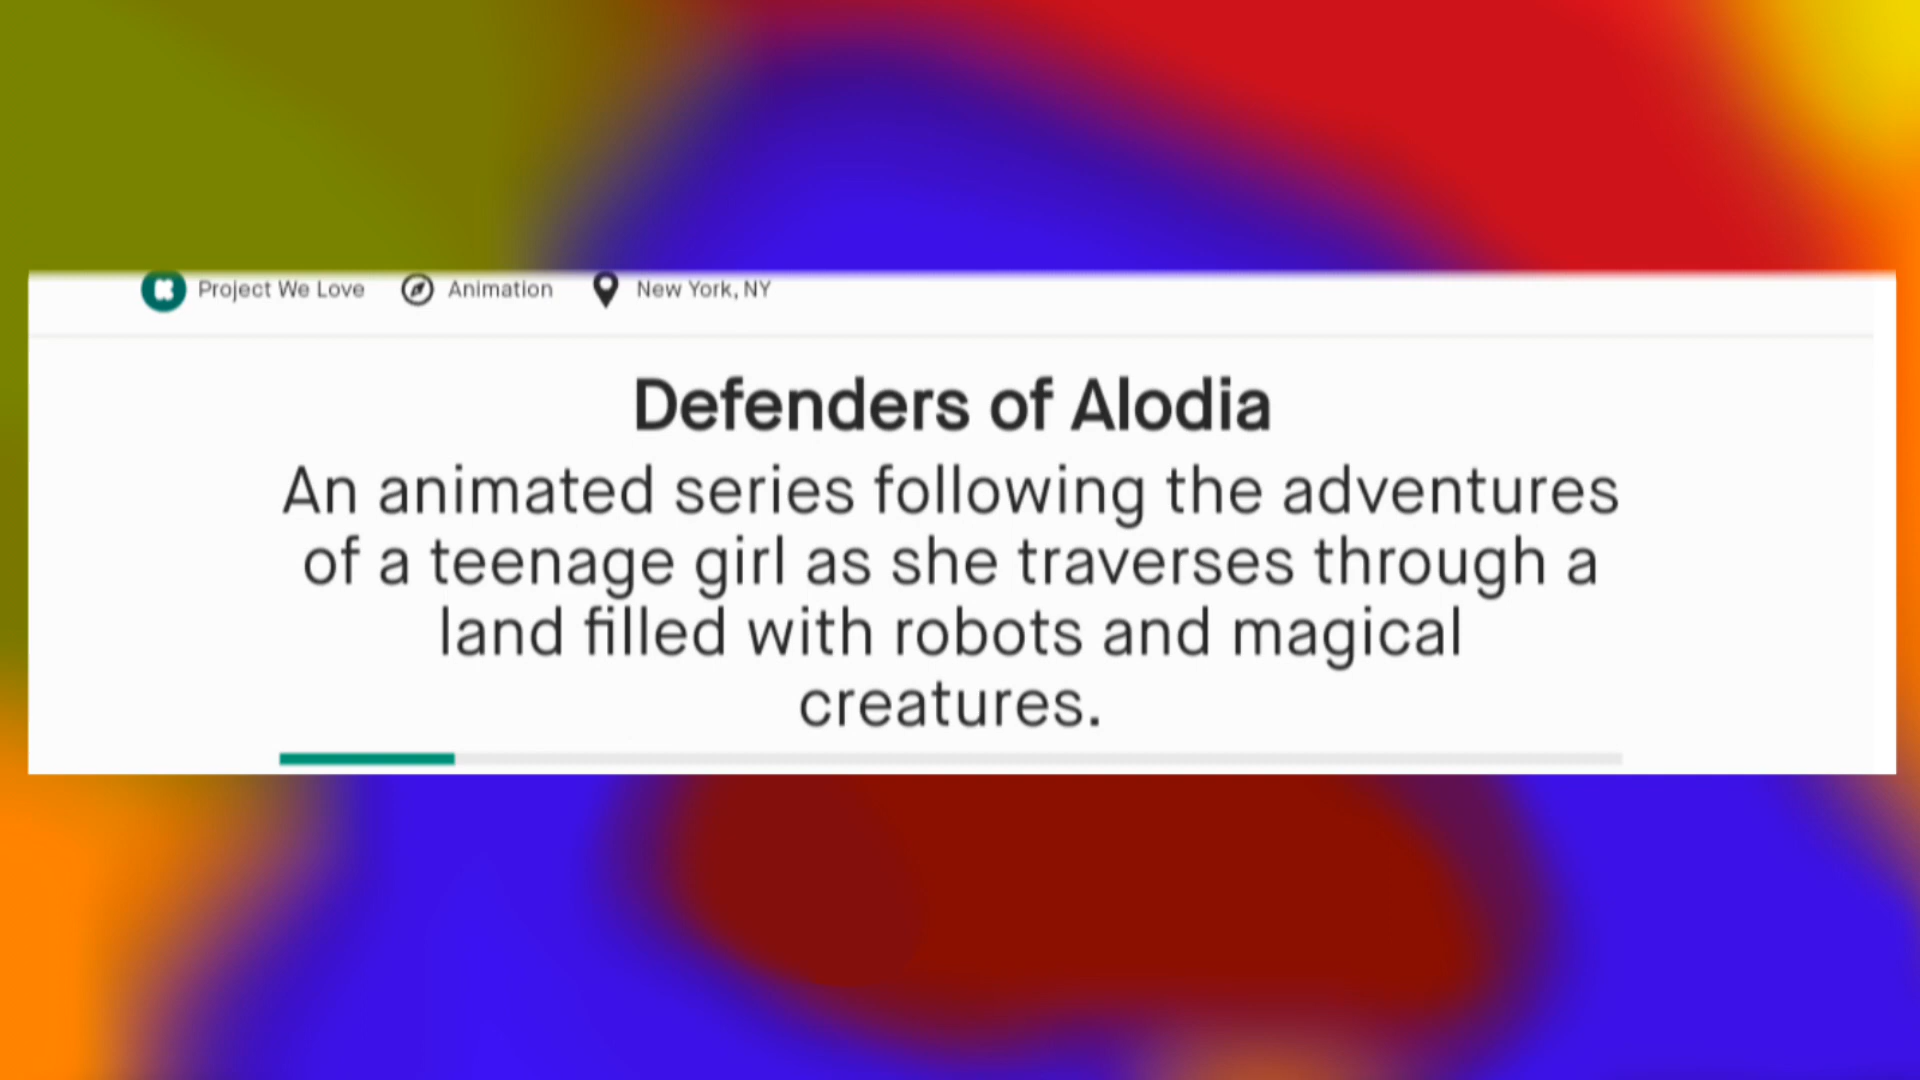 Project We Love Animation New York, NY
Defenders of Alodia
An animated series following the adventures
of a teenage girl as she traverses through a
land filled with robots and magical
creatures.